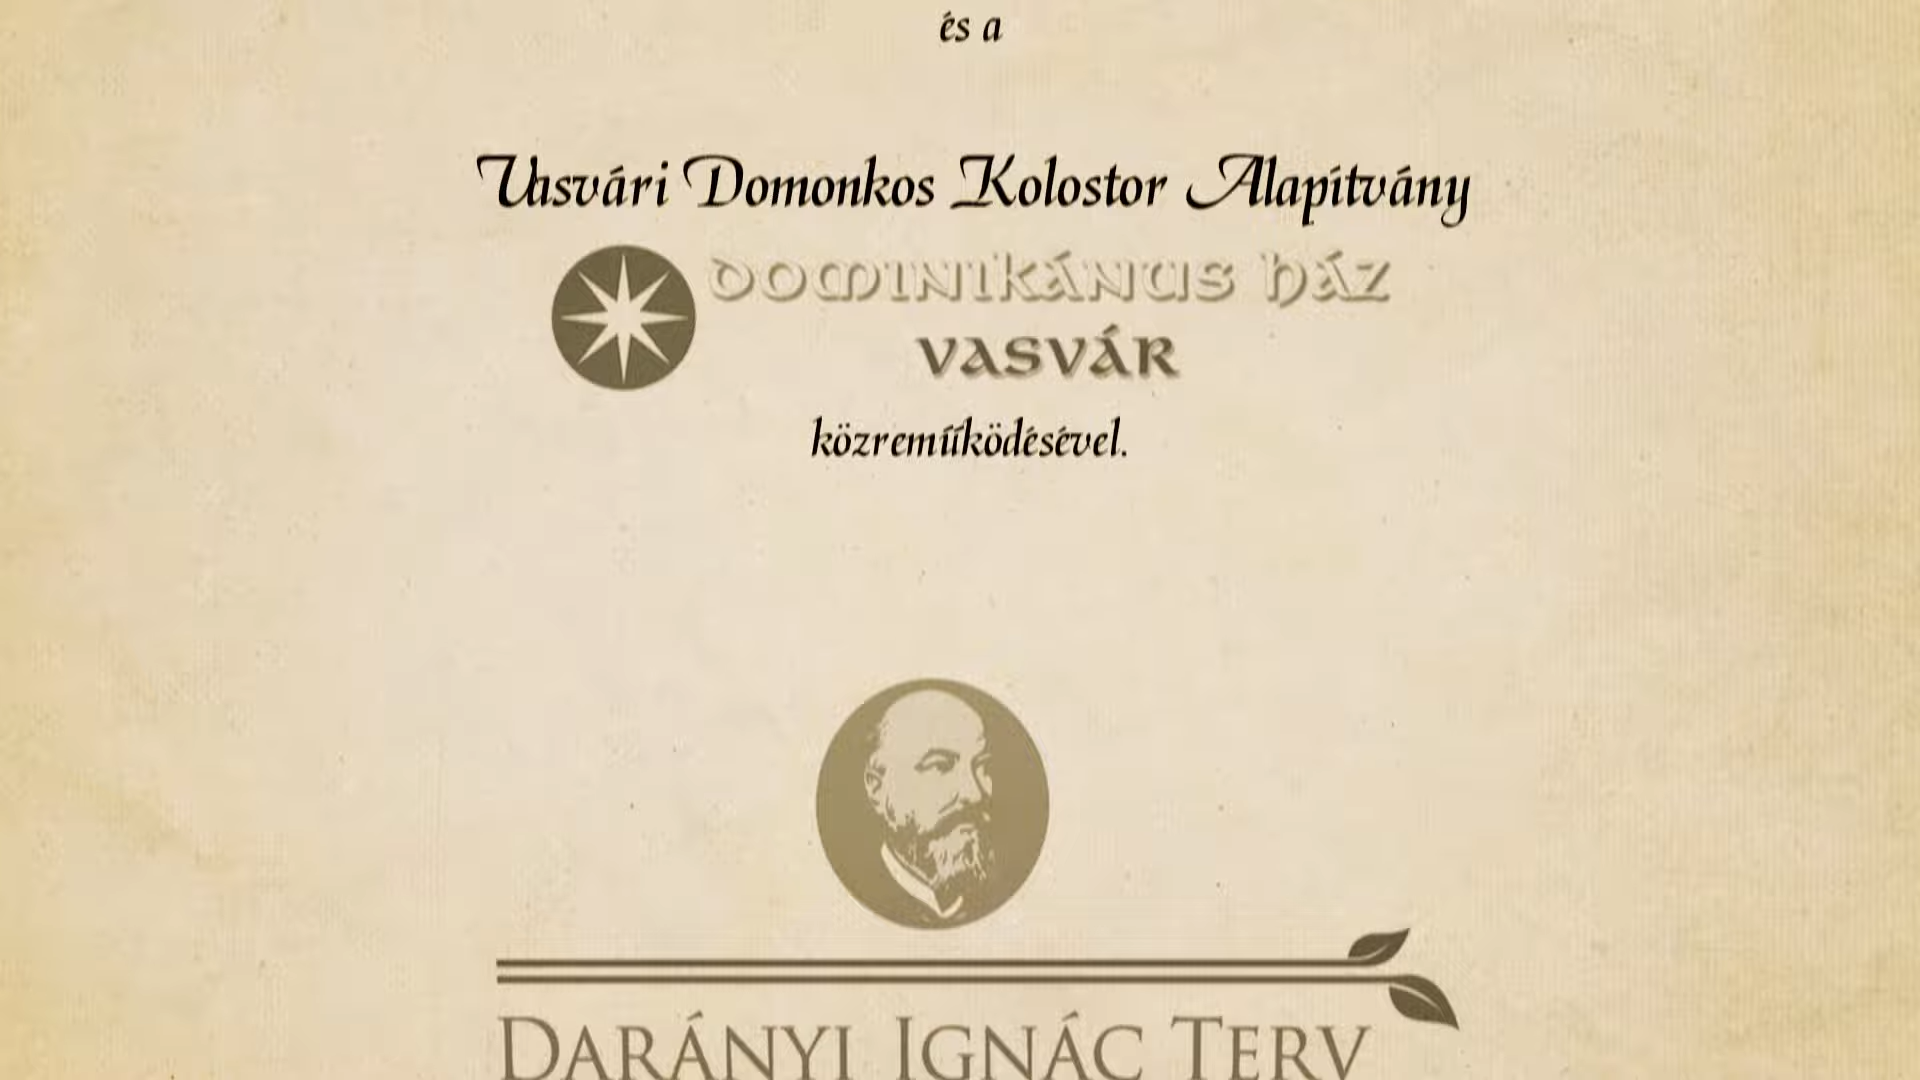 és a
Vasvári Domonkos Kolostor Alapítvány
DOMINIKÁNUS HÁZ
VASVÁR
közreműködésével.
DARÁNYI IGNÁC TERV